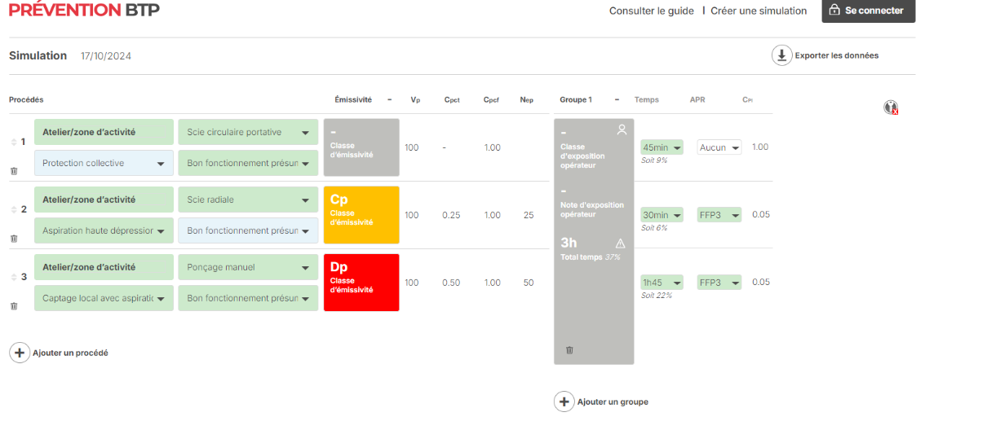 PRÉVENTION BTP
Consulter le guide | Créer une simulation
Se connecter
Simulation 17/10/2024
Exporter les données
Procédés
Émissivité - Vp Cpct Cpcf Nep
Groupe 1 - Temps APR CPI
1
Atelier/zone d'activité
Scie circulaire portative
Protection collective
Bon fonctionnement présun
-
Classe
d'émissivité
100 - 1.00
2
Atelier/zone d'activité
Scie radiale
Aspiration haute dépression
Bon fonctionnement présun
Cp
Classe
d'émissivité
100 0.25 1.00 25
3
Atelier/zone d'activité
Ponçage manuel
Captage local avec aspiratic
Bon fonctionnement présun
Dp
Classe
d'émissivité
100 0.50 1.00 50
-
Classe
d'exposition
opérateur
-
Note d'exposition
opérateur
3h
Total temps 37%
45min
Soit 9%
Aucun
1.00
30min
Soit 6%
FFP3
0.05
1h45
Soit 22%
FFP3
0.05
Ajouter un procédé
Ajouter un groupe